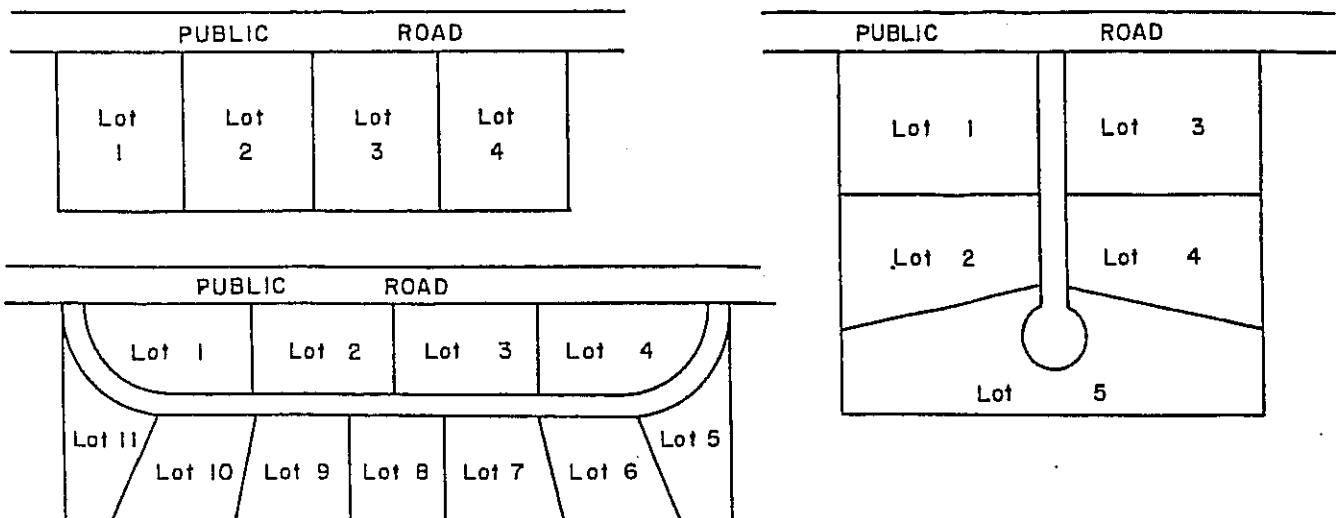 PUBLIC ROAD
Lot 1
Lot 2
Lot 3
Lot 4
PUBLIC ROAD
Lot 1
Lot 2
Lot 3
Lot 4
Lot 11
Lot 10
Lot 9
Lot 8
Lot 7
Lot 6
Lot 5
PUBLIC ROAD
Lot 1
Lot 3
Lot 2
Lot 4
Lot 5